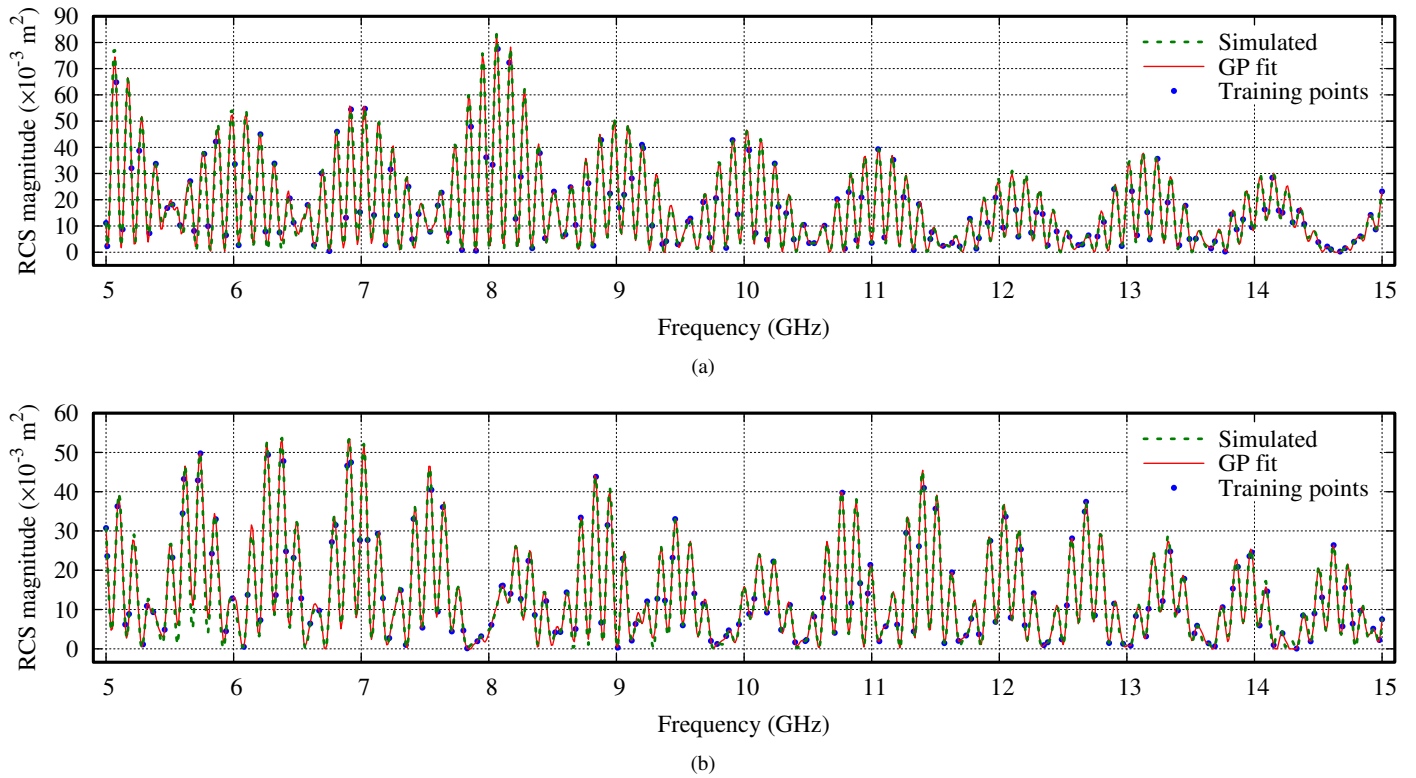 90
80
70
60
50
40
30
20
10
0
RCS magnitude (×10⁻³ m²)
Simulated
GP fit
Training points
5 6 7 8 9 10 11 12 13 14 15
Frequency (GHz)
(a)
60
50
40
30
20
10
0
RCS magnitude (×10⁻³ m²)
Simulated
GP fit
Training points
5 6 7 8 9 10 11 12 13 14 15
Frequency (GHz)
(b)